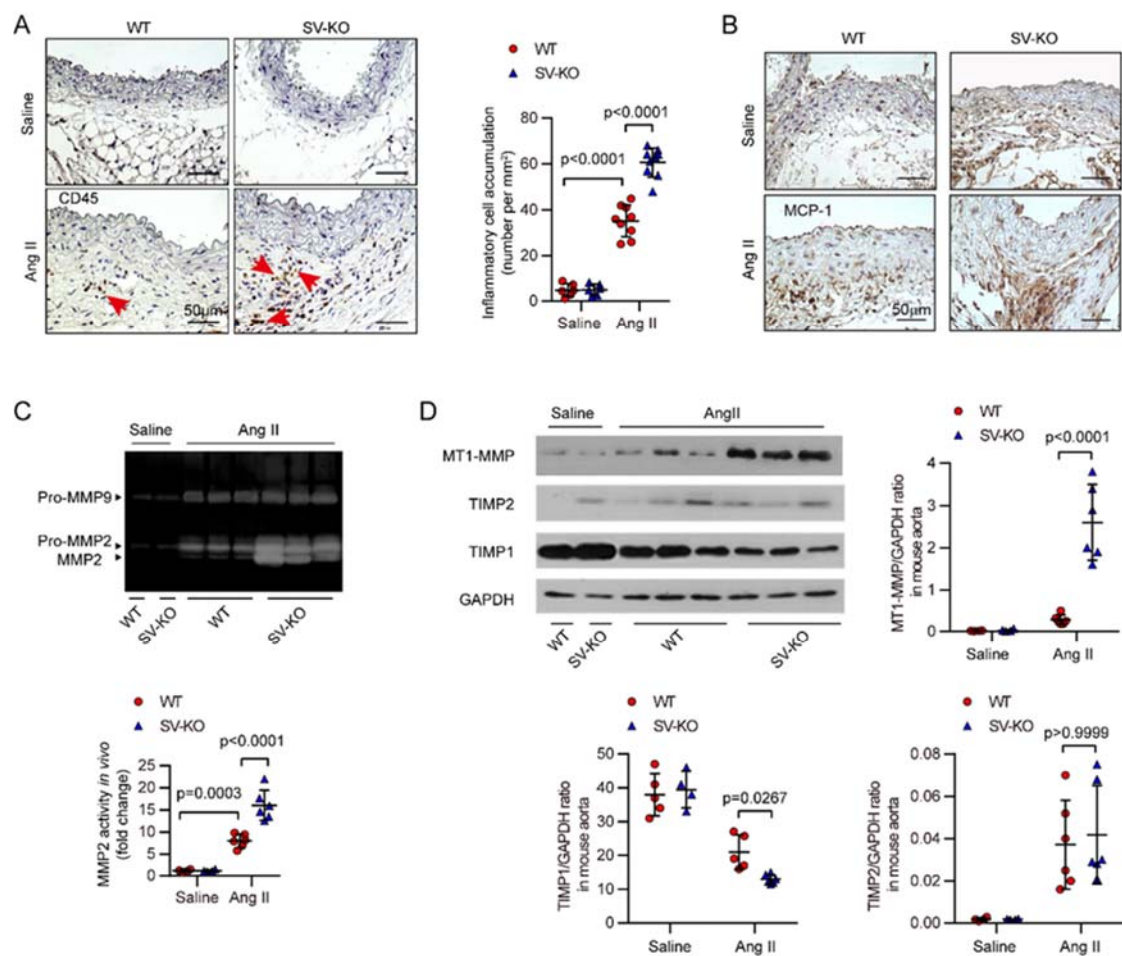 A
WT
SV-KO
Saline
CD45
Ang II
50μm
WT
SV-KO
p<0.0001
p<0.0001
Inflammatory cell accumulation
(number per mm²)
80
60
40
20
0
Saline
Ang II
B
WT
SV-KO
Saline
MCP-1
Ang II
50μm
C
Saline
Ang II
Pro-MMP9
Pro-MMP2
MMP2
WT
SV-KO
WT
SV-KO
WT
SV-KO
p<0.0001
p=0.0003
MMP2 activity in vivo
(fold change)
25
20
15
10
5
0
Saline
Ang II
D
Saline
AngII
MT1-MMP
TIMP2
TIMP1
GAPDH
WT
SV-KO
WT
SV-KO
WT
SV-KO
p<0.0001
MT1-MMP/GAPDH ratio
in mouse aorta
4
3
2
1
0
Saline
Ang II
WT
SV-KO
p=0.0267
TIMP1/GAPDH ratio
in mouse aorta
50
40
30
20
10
0
Saline
Ang II
WT
SV-KO
p>0.9999
TIMP2/GAPDH ratio
in mouse aorta
0.08
0.06
0.04
0.02
0.00
Saline
Ang II